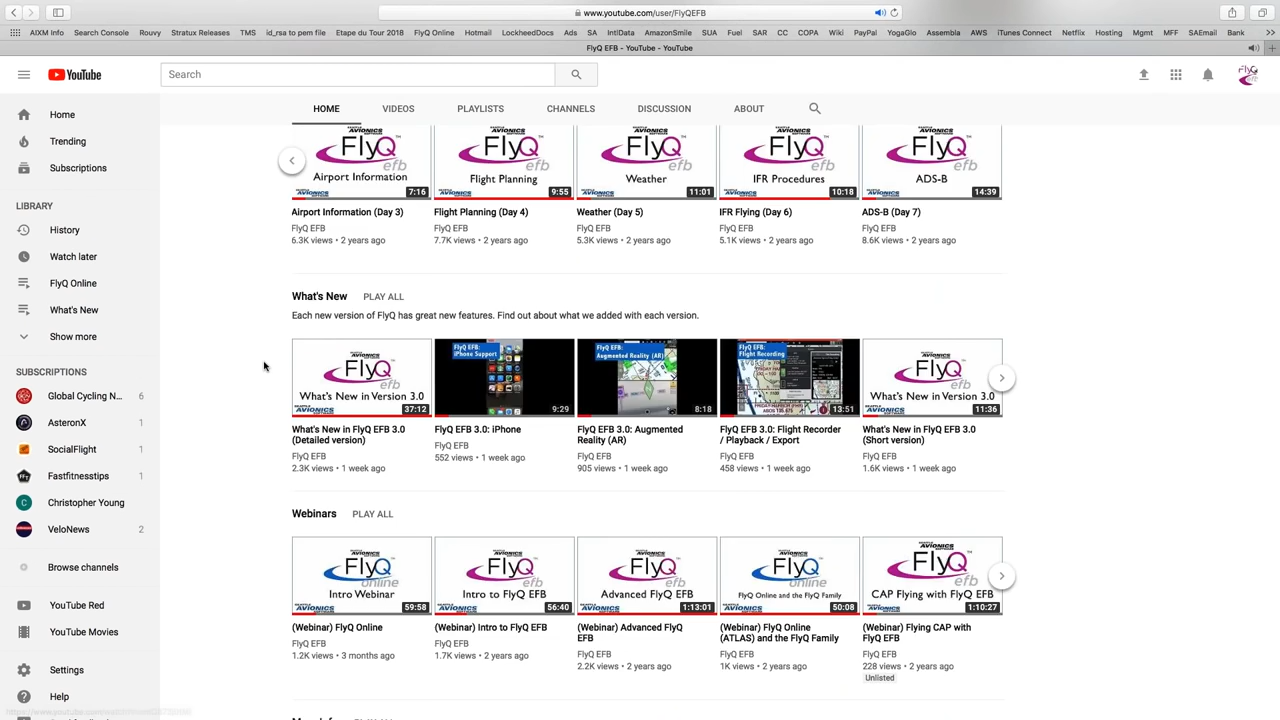 www.youtube.com/user/FlyQEFB
AIXM Info Search Console Rouvy Stratux Releases TMS id_rsa to pem file Etape du Tour 2018 FlyQ Online Hotmail LockheedDocs Ads SA IntlData AmazonSmile SUA Fuel SAR CC COPA Wiki PayPal YogaGlo Assembla AWS iTunes Connect Netflix Hosting Mgmt MFF SAEmail Bank >>
FlyQ EFB - YouTube - YouTube
YouTube
Search
HOME VIDEOS PLAYLISTS CHANNELS DISCUSSION ABOUT
Home
Trending
Subscriptions
LIBRARY
History
Watch later
FlyQ Online
What's New
Show more
SUBSCRIPTIONS
Global Cycling N... 6
AsteronX 1
SocialFlight 1
Fastfitnesstips 1
Christopher Young
VeloNews 2
Browse channels
YouTube Red
YouTube Movies
Settings
Help
FlyQ efb Airport Information 7:16
FlyQ efb Flight Planning 9:55
FlyQ efb Weather 11:01
FlyQ efb IFR Procedures 10:18
FlyQ efb ADS-B 14:39
Airport Information (Day 3) Flight Planning (Day 4) Weather (Day 5) IFR Flying (Day 6) ADS-B (Day 7)
FlyQ EFB FlyQ EFB FlyQ EFB FlyQ EFB FlyQ EFB
6.3K views • 2 years ago 7.7K views • 2 years ago 5.3K views • 2 years ago 5.1K views • 2 years ago 8.6K views • 2 years ago
What's New PLAY ALL
Each new version of FlyQ has great new features. Find out about what we added with each version.
FlyQ efb What's New in Version 3.0 37:12
FlyQ EFB: iPhone Support 9:29
FlyQ EFB: Augmented Reality (AR) 8:18
FlyQ EFB: Flight Recording 13:51
FlyQ efb What's New in Version 3.0 11:36
What's New in FlyQ EFB 3.0 (Detailed version)
FlyQ EFB
2.3K views • 1 week ago
FlyQ EFB 3.0: iPhone
FlyQ EFB
552 views • 1 week ago
FlyQ EFB 3.0: Augmented Reality (AR)
FlyQ EFB
905 views • 1 week ago
FlyQ EFB 3.0: Flight Recorder / Playback / Export
FlyQ EFB
458 views • 1 week ago
What's New in FlyQ EFB 3.0 (Short version)
FlyQ EFB
1.6K views • 1 week ago
Webinars PLAY ALL
FlyQ online Intro Webinar 59:58
FlyQ efb Intro to FlyQ EFB 56:40
FlyQ efb Advanced FlyQ EFB 1:13:01
FlyQ online FlyQ Online and the FlyQ Family 50:08
FlyQ efb CAP Flying with FlyQ EFB 1:10:27
(Webinar) FlyQ Online
FlyQ EFB
1.2K views • 3 months ago
(Webinar) Intro to FlyQ EFB
FlyQ EFB
1.7K views • 2 years ago
(Webinar) Advanced FlyQ EFB
FlyQ EFB
2.2K views • 2 years ago
(Webinar) FlyQ Online (ATLAS) and the FlyQ Family
FlyQ EFB
1K views • 2 years ago
(Webinar) Flying CAP with FlyQ EFB
FlyQ EFB
228 views • 2 years ago
Unlisted